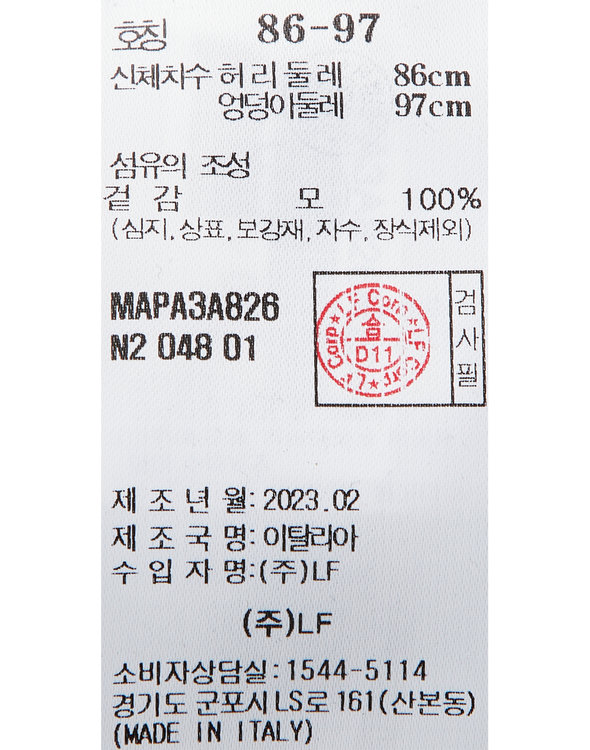 호칭 86-97
신체치수 허리둘레 86cm
엉덩이둘레 97cm
섬유의 조성
겉감 모 100%
(심지,상표,보강재,자수,장식제외)
MAPA3A826
N2 048 01
LF Corp★LF Corp★LF Corp★
합
D11
검사필
제조년월:2023.02
제조국명:이탈리아
수입자명:(주)LF
(주)LF
소비자상담실:1544-5114
경기도 군포시 LS로 161(산본동)
(MADE IN ITALY)